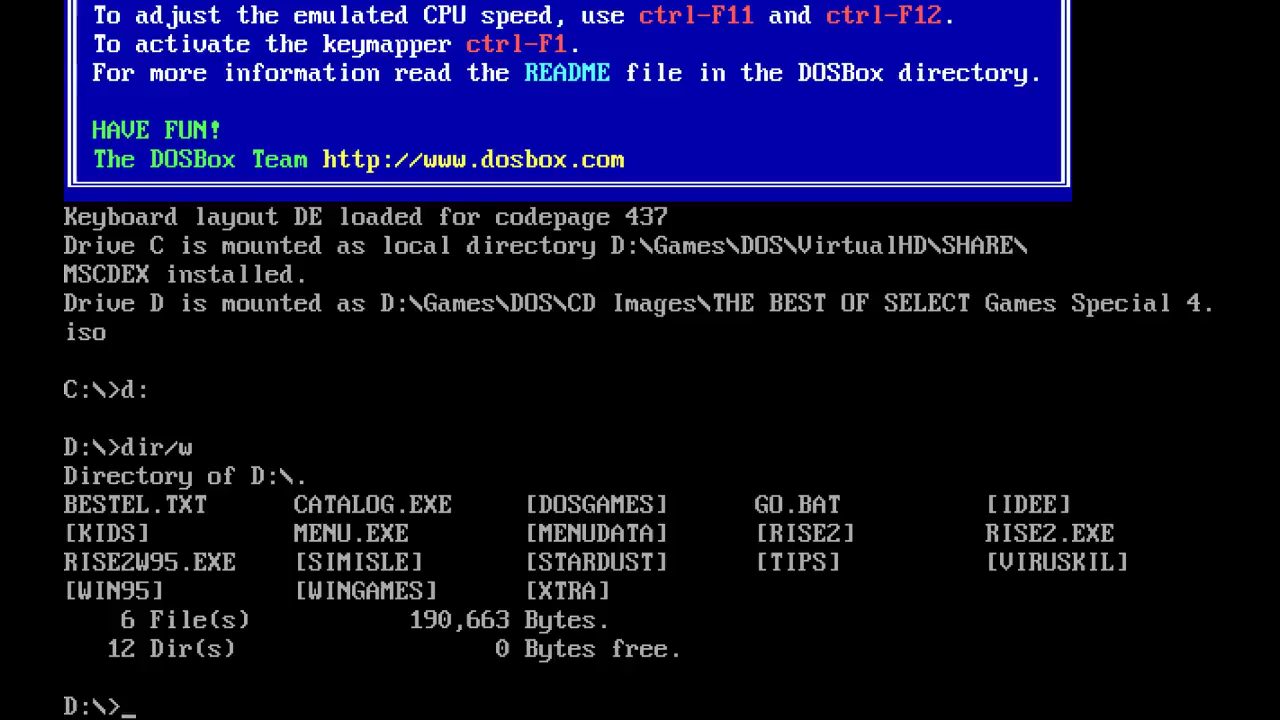 To adjust the emulated CPU speed, use ctrl-F11 and ctrl-F12.
To activate the keymapper ctrl-F1.
For more information read the README file in the DOSBox directory.
HAVE FUN!
The DOSBox Team http://www.dosbox.com
Keyboard layout DE loaded for codepage 437
Drive C is mounted as local directory D:\Games\DOS\VirtualHD\SHARE\
MSCDEX installed.
Drive D is mounted as D:\Games\DOS\CD Images\THE BEST OF SELECT Games Special 4.
iso
C:\>d:
D:\>dir/w
Directory of D:\.
BESTEL.TXT CATALOG.EXE [DOSGAMES] GO.BAT [IDEE]
[KIDS] MENU.EXE [MENUDATA] [RISE2] RISE2.EXE
RISE2W95.EXE [SIMISLE] [STARDUST] [TIPS] [VIRUSKIL]
[WIN95] [WINGAMES] [XTRA]
6 File(s) 190,663 Bytes.
12 Dir(s) 0 Bytes free.
D:\>_